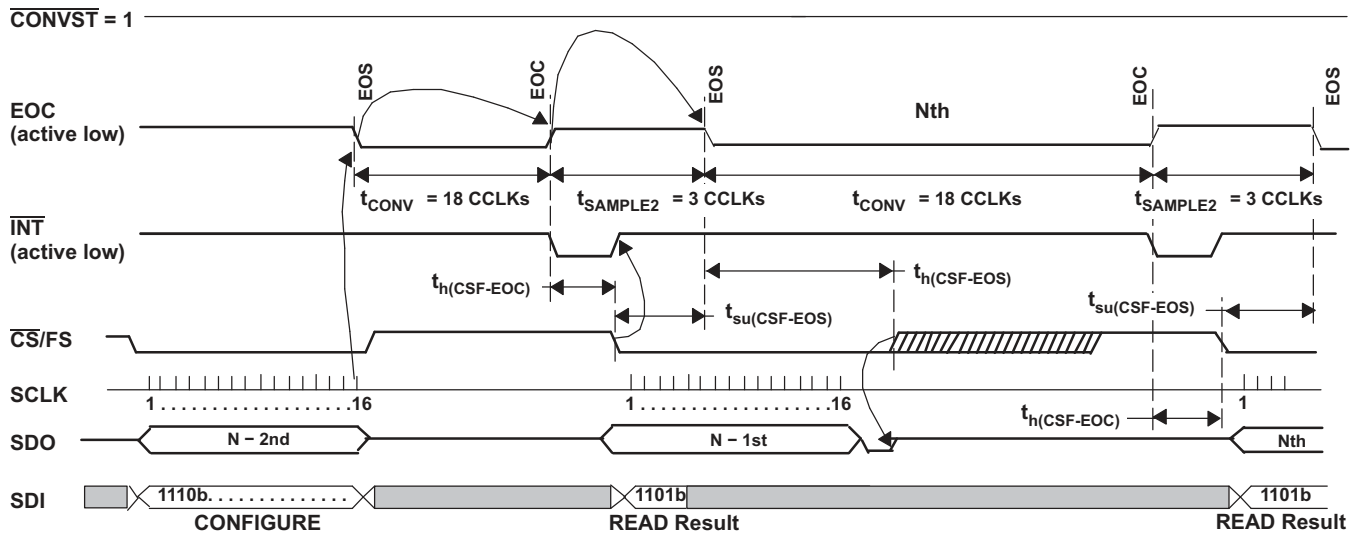 CONVST = 1
EOS
EOC
EOS
EOC
EOS
EOC
(active low)
Nth
tCONV = 18 CCLKs
tSAMPLE2 = 3 CCLKs
tCONV = 18 CCLKs
tSAMPLE2 = 3 CCLKs
INT
(active low)
th(CSF-EOC)
th(CSF-EOS)
tsu(CSF-EOS)
tsu(CSF-EOS)
CS/FS
SCLK
1 . . . . . . . . . . . . . . . . . . . . 16
1 . . . . . . . . . . . . . . . . . . . . 16
1
th(CSF-EOC)
SDO
N − 2nd
N − 1st
Nth
SDI
1110b. . . . . . . . . . . . . .
1101b
1101b
CONFIGURE
READ Result
READ Result